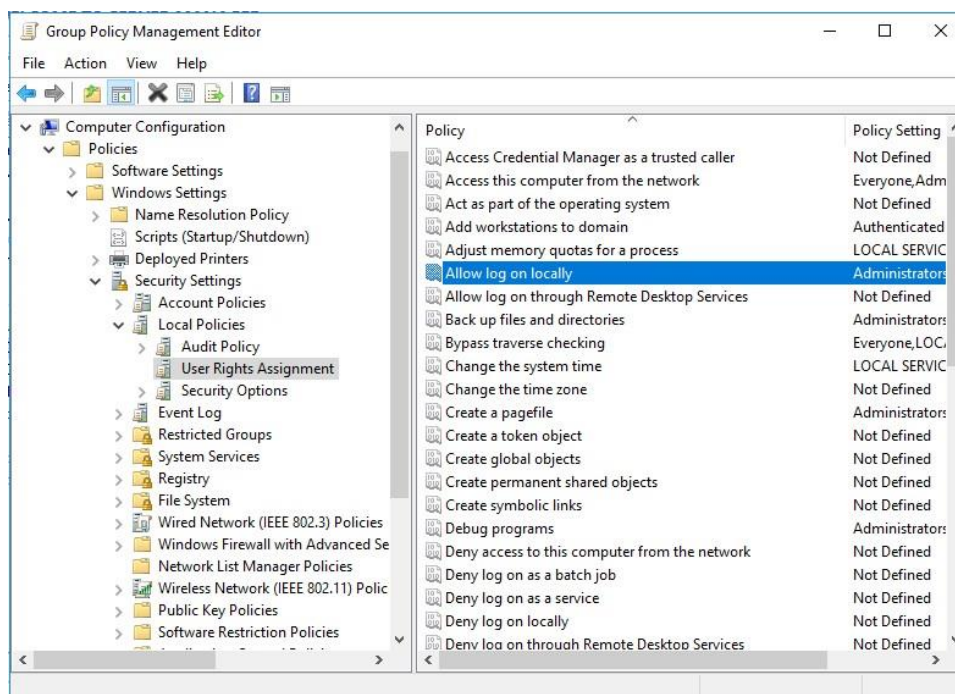 Group Policy Management Editor
File Action View Help
Computer Configuration
Policies
Software Settings
Windows Settings
Name Resolution Policy
Scripts (Startup/Shutdown)
Deployed Printers
Security Settings
Account Policies
Local Policies
Audit Policy
User Rights Assignment
Security Options
Event Log
Restricted Groups
System Services
Registry
File System
Wired Network (IEEE 802.3) Policies
Windows Firewall with Advanced Se
Network List Manager Policies
Wireless Network (IEEE 802.11) Polic
Public Key Policies
Software Restriction Policies
Policy Policy Setting
Access Credential Manager as a trusted caller Not Defined
Access this computer from the network Everyone,Adm
Act as part of the operating system Not Defined
Add workstations to domain Authenticated
Adjust memory quotas for a process LOCAL SERVIC
Allow log on locally Administrators
Allow log on through Remote Desktop Services Not Defined
Back up files and directories Administrators
Bypass traverse checking Everyone,LOCA
Change the system time LOCAL SERVIC
Change the time zone Not Defined
Create a pagefile Administrators
Create a token object Not Defined
Create global objects Not Defined
Create permanent shared objects Not Defined
Create symbolic links Not Defined
Debug programs Administrators
Deny access to this computer from the network Not Defined
Deny log on as a batch job Not Defined
Deny log on as a service Not Defined
Deny log on locally Not Defined
Deny log on through Remote Desktop Services Not Defined